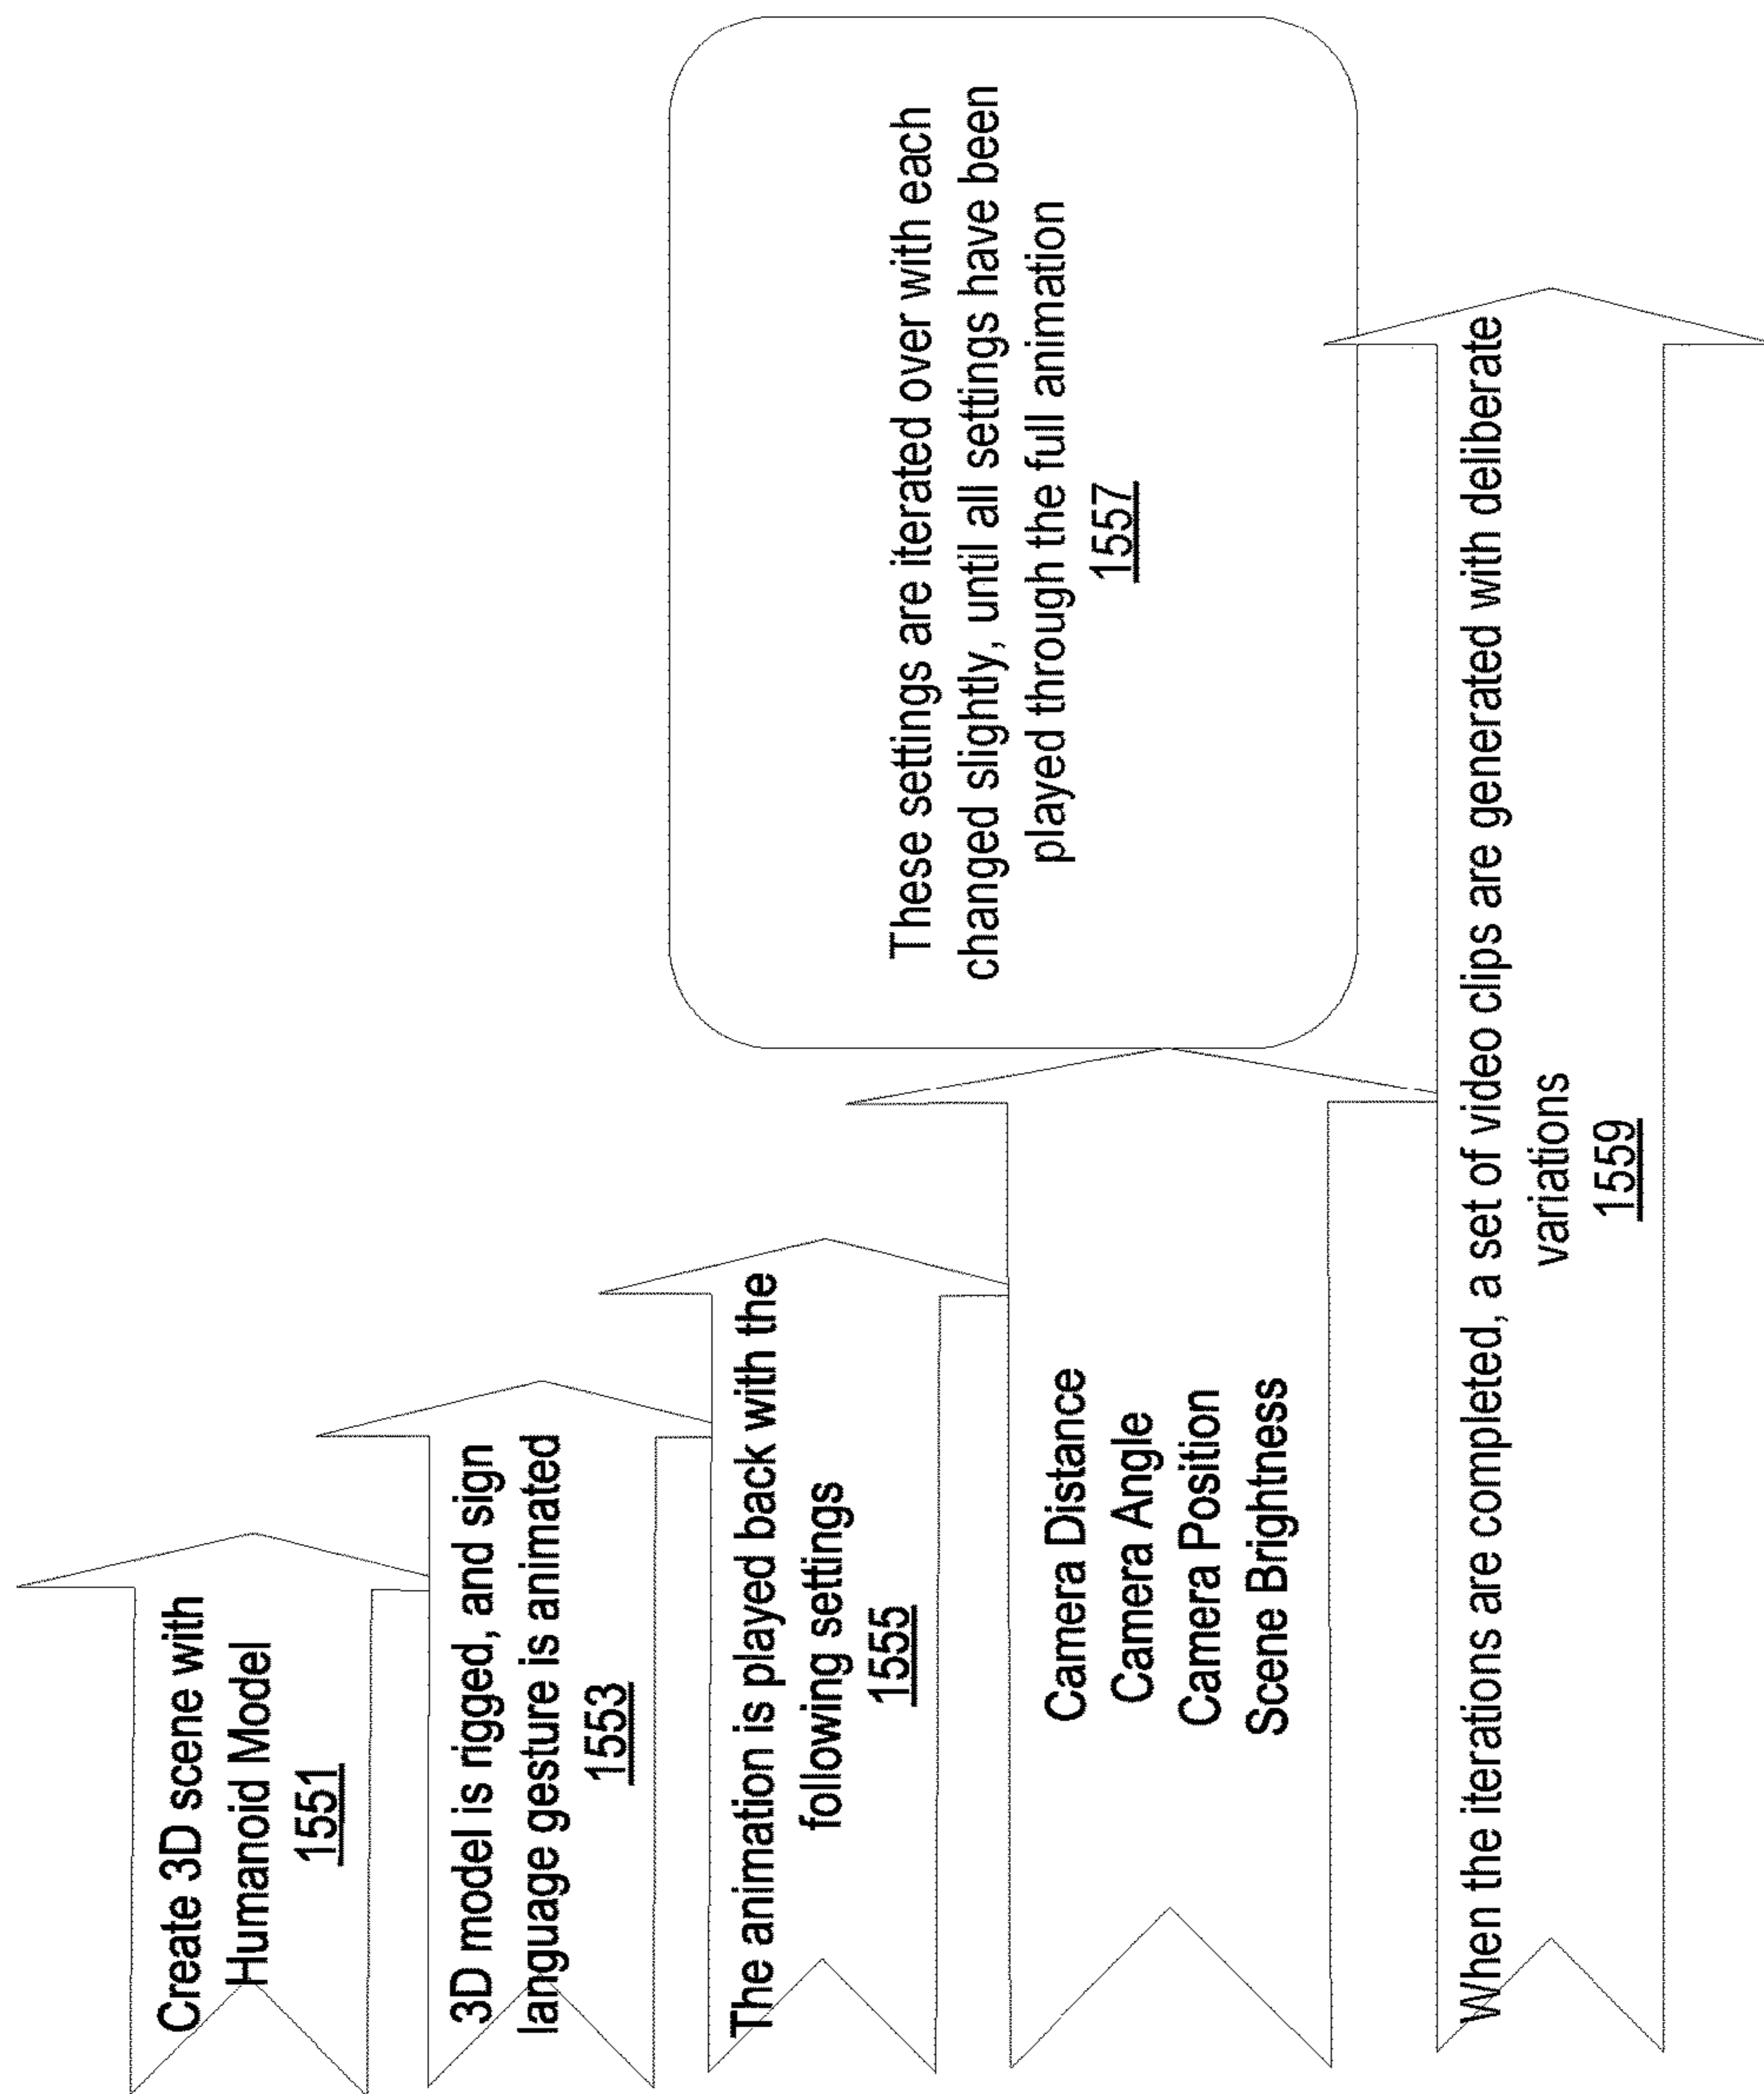 Create 3D scene with
Humanoid Model
1551
3D model is rigged, and sign
language gesture is animated
1553
The animation is played back with the
following settings
1555
Camera Distance
Camera Angle
Camera Position
Scene Brightness
These settings are iterated over with each
changed slightly, until all settings have been
played through the full animation
1557
When the iterations are completed, a set of video clips are generated with deliberate
variations
1559